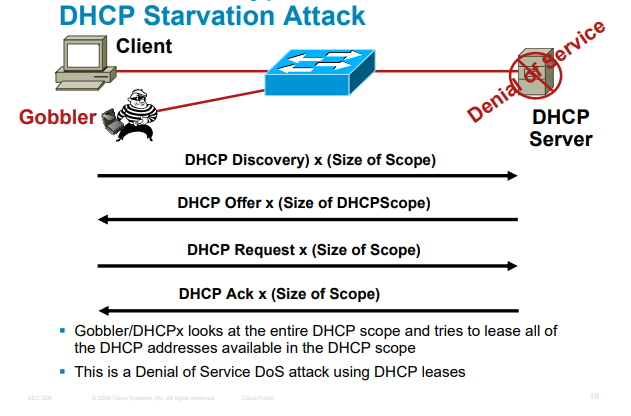 DHCP Starvation Attack
Client
Gobbler
Denial of Service
DHCP
Server
DHCP Discovery) x (Size of Scope)
DHCP Offer x (Size of DHCPScope)
DHCP Request x (Size of Scope)
DHCP Ack x (Size of Scope)
Gobbler/DHCPx looks at the entire DHCP scope and tries to lease all of
the DHCP addresses available in the DHCP scope
This is a Denial of Service DoS attack using DHCP leases
© 2008 Cisco Systems, Inc. All rights reserved.
Cisco Public
19